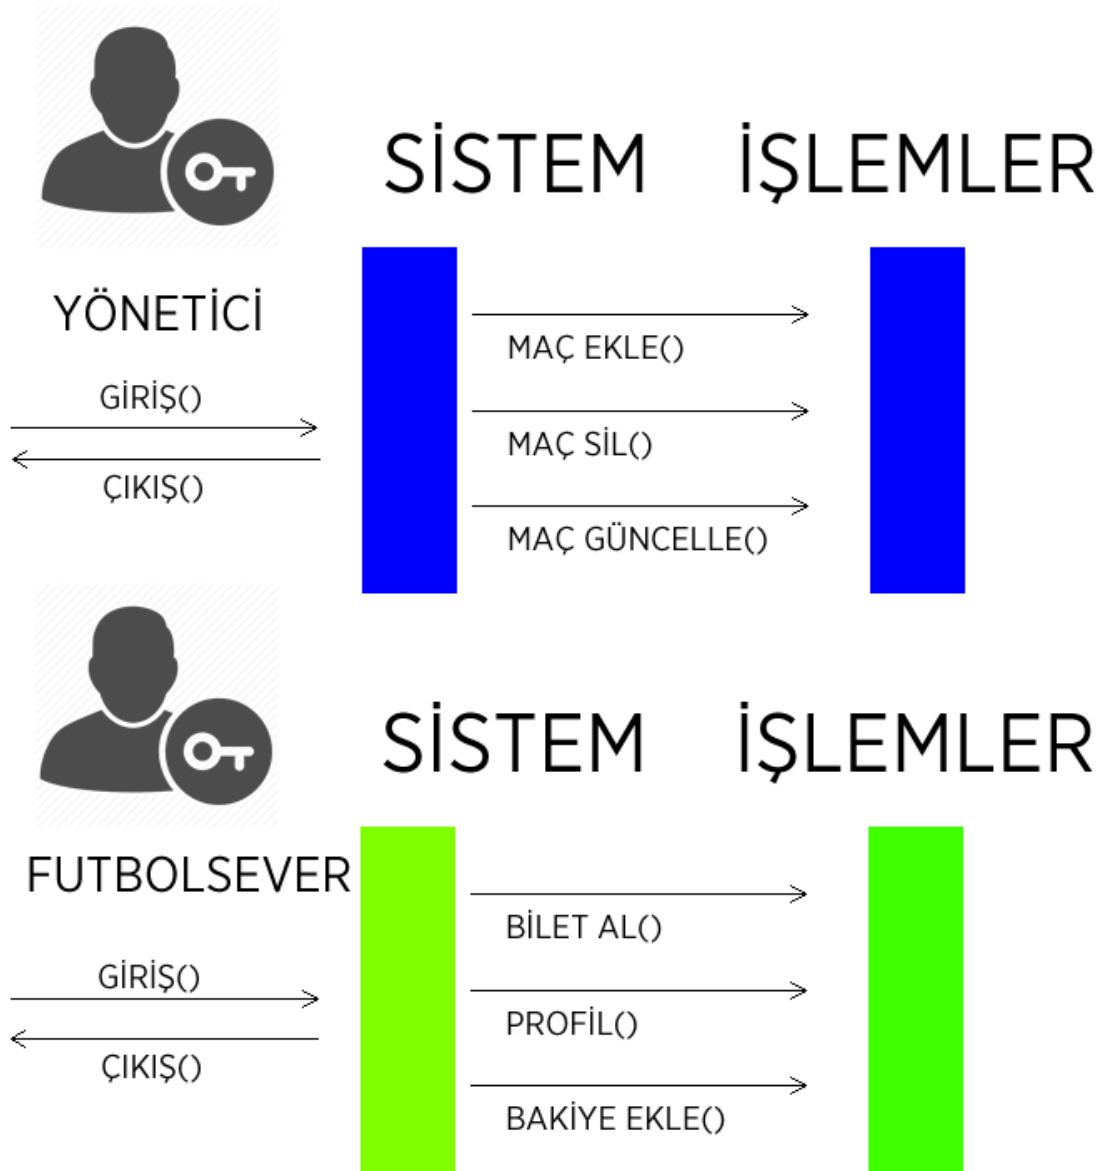 SİSTEM
İŞLEMLER
YÖNETİCİ
MAÇ EKLE()
GİRİŞ()
MAÇ SİL()
ÇIKIŞ()
MAÇ GÜNCELLE()
SİSTEM
İŞLEMLER
FUTBOLSEVER
BİLET AL()
GİRİŞ()
PROFİL()
ÇIKIŞ()
BAKİYE EKLE()